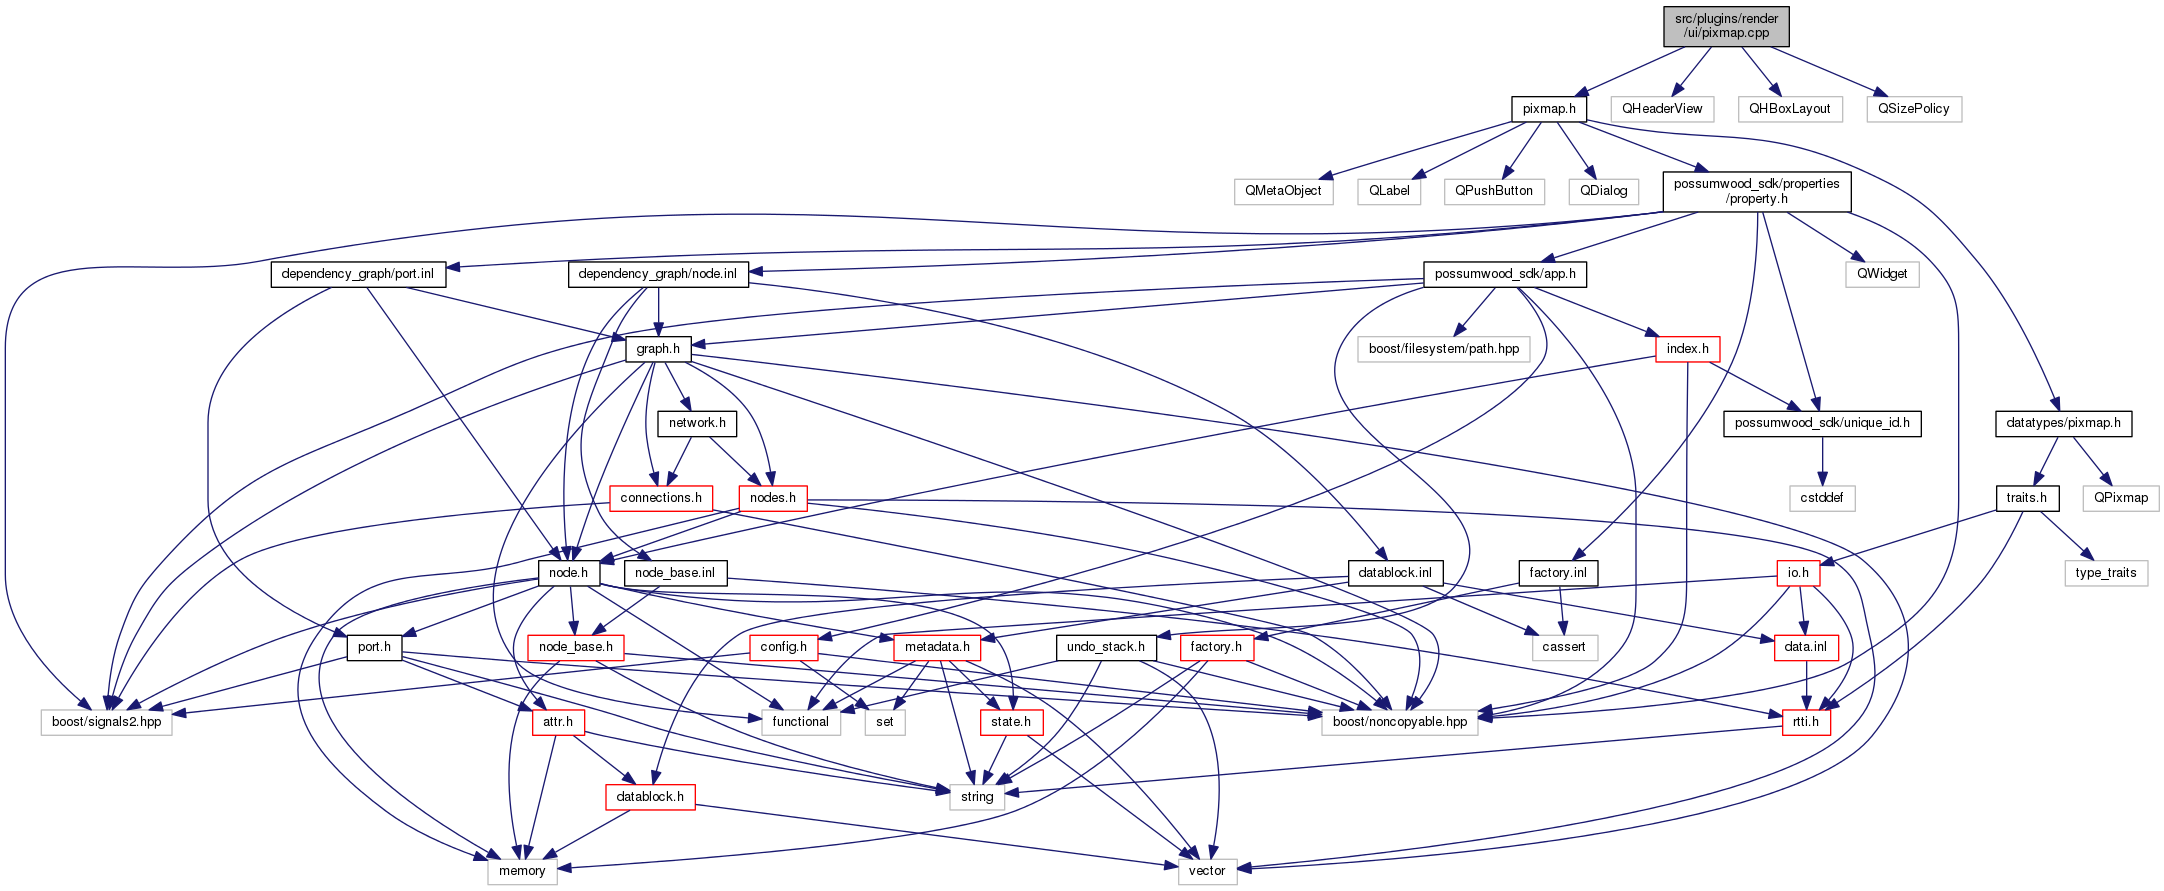 src/plugins/render
/ui/pixmap.cpp
pixmap.h
QHeaderView
QHBoxLayout
QSizePolicy
QMetaObject
QLabel
QPushButton
QDialog
possumwood_sdk/properties
/property.h
dependency_graph/port.inl
dependency_graph/node.inl
possumwood_sdk/app.h
QWidget
graph.h
boost/filesystem/path.hpp
index.h
network.h
possumwood_sdk/unique_id.h
datatypes/pixmap.h
connections.h
nodes.h
cstddef
traits.h
QPixmap
node.h
node_base.inl
datablock.inl
factory.inl
io.h
type_traits
port.h
node_base.h
config.h
metadata.h
undo_stack.h
factory.h
cassert
data.inl
boost/signals2.hpp
attr.h
functional
set
state.h
boost/noncopyable.hpp
rtti.h
datablock.h
string
memory
vector